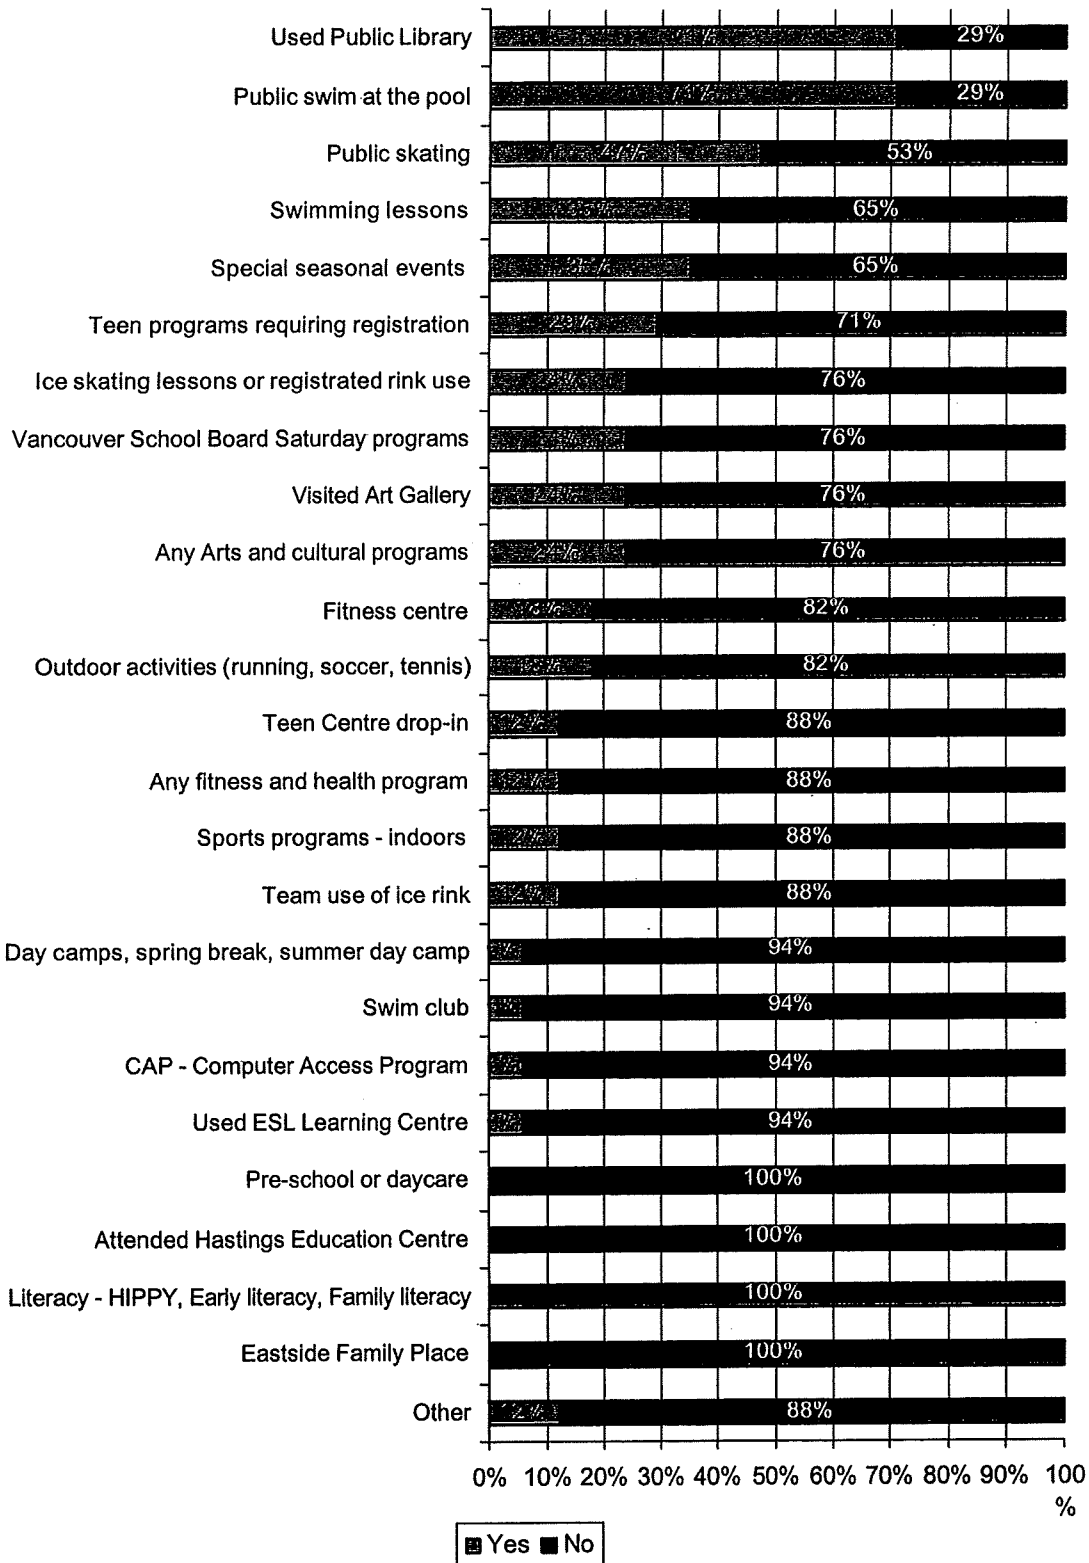 Used Public Library 29%
Public swim at the pool 29%
Public skating 47% 53%
Swimming lessons 65%
Special seasonal events 65%
Teen programs requiring registration 71%
Ice skating lessons or registrated rink use 76%
Vancouver School Board Saturday programs 76%
Visited Art Gallery 76%
Any Arts and cultural programs 24% 76%
Fitness centre 82%
Outdoor activities (running, soccer, tennis) 82%
Teen Centre drop-in 88%
Any fitness and health program 88%
Sports programs - indoors 88%
Team use of ice rink 88%
Day camps, spring break, summer day camp 94%
Swim club 94%
CAP - Computer Access Program 94%
Used ESL Learning Centre 94%
Pre-school or daycare 100%
Attended Hastings Education Centre 100%
Literacy - HIPPY, Early literacy, Family literacy 100%
Eastside Family Place 100%
Other 88%
0% 10% 20% 30% 40% 50% 60% 70% 80% 90% 100
%
Yes No